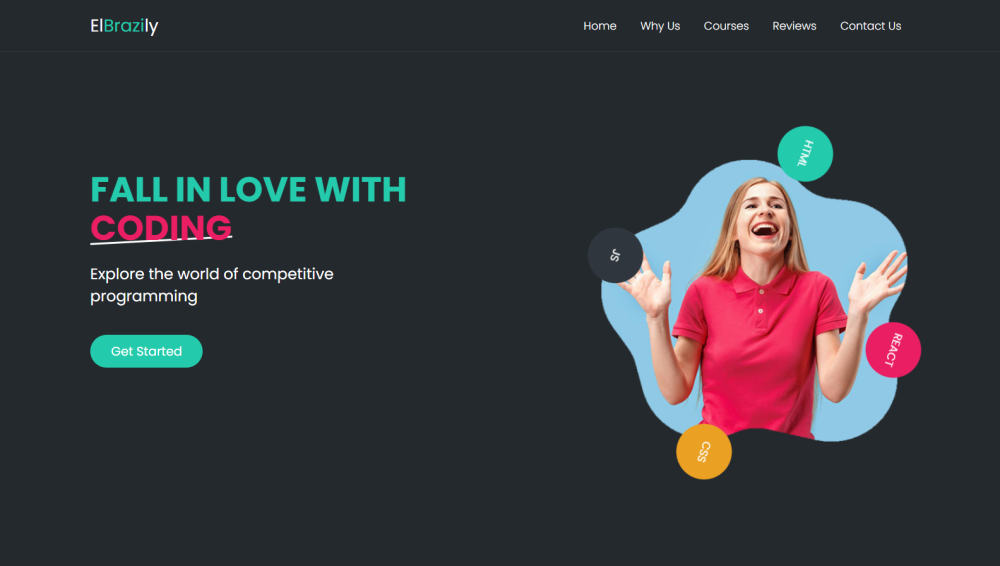 ElBrazily
Home Why Us Courses Reviews Contact Us
FALL IN LOVE WITH
CODING
Explore the world of competitive
programming
Get Started
HTML
JS
REACT
CSS